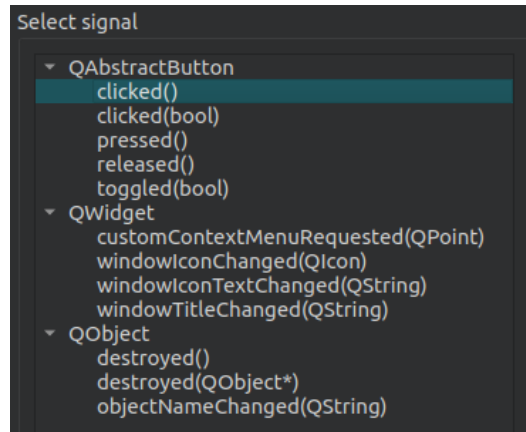 Select signal
QAbstractButton
clicked()
clicked(bool)
pressed()
released()
toggled(bool)
QWidget
customContextMenuRequested(QPoint)
windowIconChanged(QIcon)
windowIconTextChanged(QString)
windowTitleChanged(QString)
QObject
destroyed()
destroyed(QObject*)
objectNameChanged(QString)